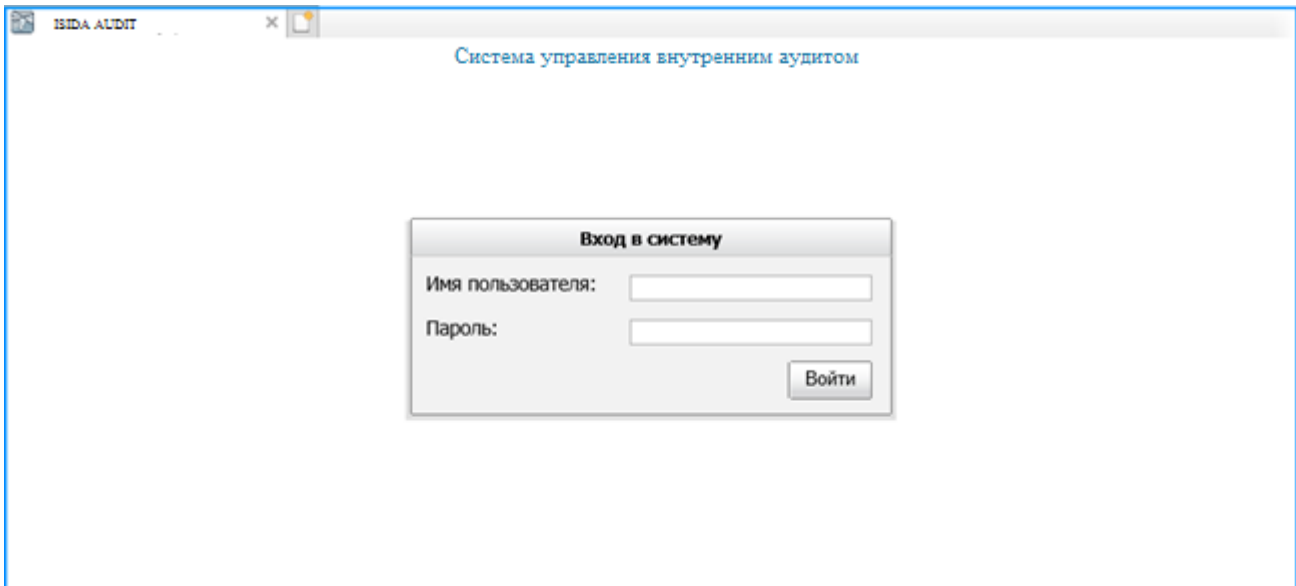 ISIDA AUDIT
Система управления внутренним аудитом
Вход в систему
Имя пользователя:
Пароль:
Войти